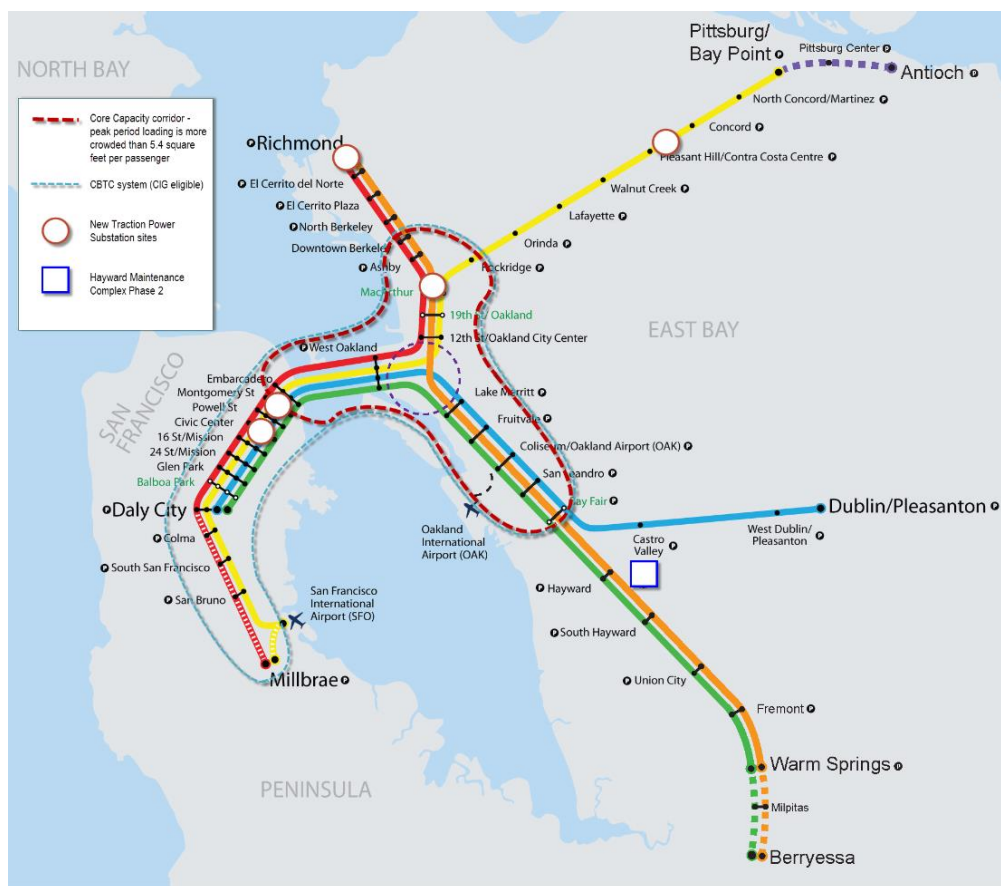 NORTH BAY
Core Capacity corridor -
peak period loading is more
crowded than 5.4 square
feet per passenger
CBTC system (CIG eligible)
New Traction Power
Substation sites
Hayward Maintenance
Complex Phase 2
Pittsburg/
Bay Point P
Pittsburg Center P
Antioch P
North Concord/Martinez P
Concord P
Pleasant Hill/Contra Costa Centre P
Walnut Creek P
Lafayette P
Orinda P
Rockridge P
P Richmond
P El Cerrito del Norte
P El Cerrito Plaza
P North Berkeley
Downtown Berkeley
P Ashby
MacArthur
19th St/ Oakland
12th St/Oakland City Center
EAST BAY
P West Oakland
SAN
FRANCISCO
Embarcadero
Montgomery St
Powell St
Civic Center
16 St/Mission
24 St/Mission
Glen Park
Balboa Park
P Daly City
P Colma
P South San Francisco
P San Bruno
San Francisco
International
Airport (SFO)
Millbrae P
Lake Merritt P
Fruitvale P
Coliseum/Oakland Airport (OAK) P
San Leandro P
Bay Fair P
Oakland
International
Airport (OAK)
Castro
Valley P
West Dublin/
Pleasanton P
Dublin/Pleasanton P
P Hayward
P South Hayward
P Union City
Fremont P
Warm Springs P
Milpitas
Berryessa
PENINSULA